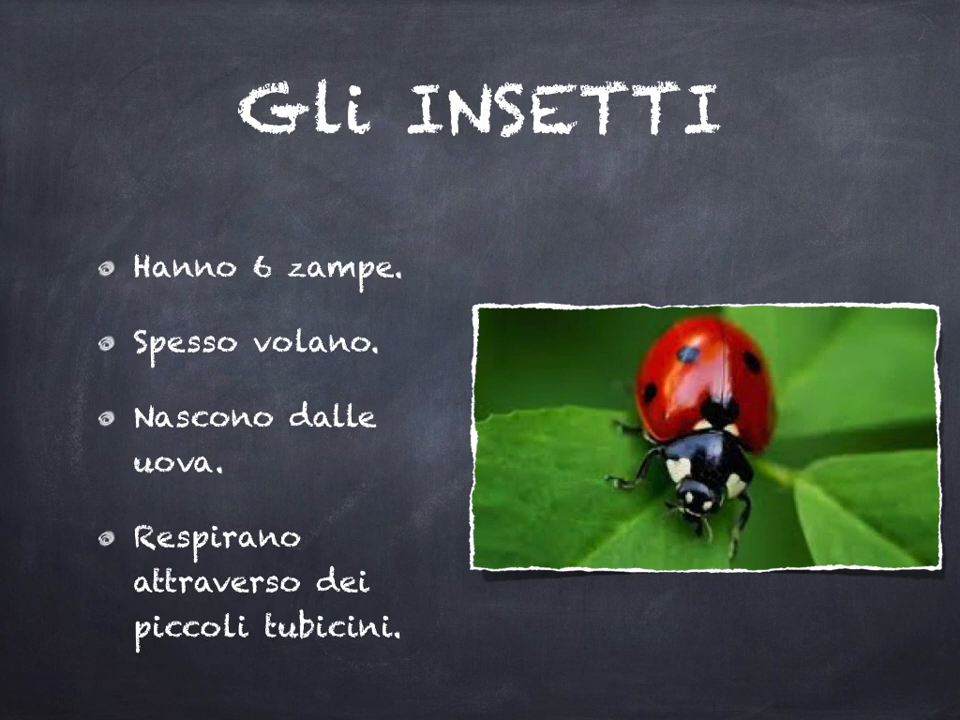 Gli INSETTI
Hanno 6 zampe.
Spesso volano.
Nascono dalle
uova.
Respirano
attraverso dei
piccoli tubicini.